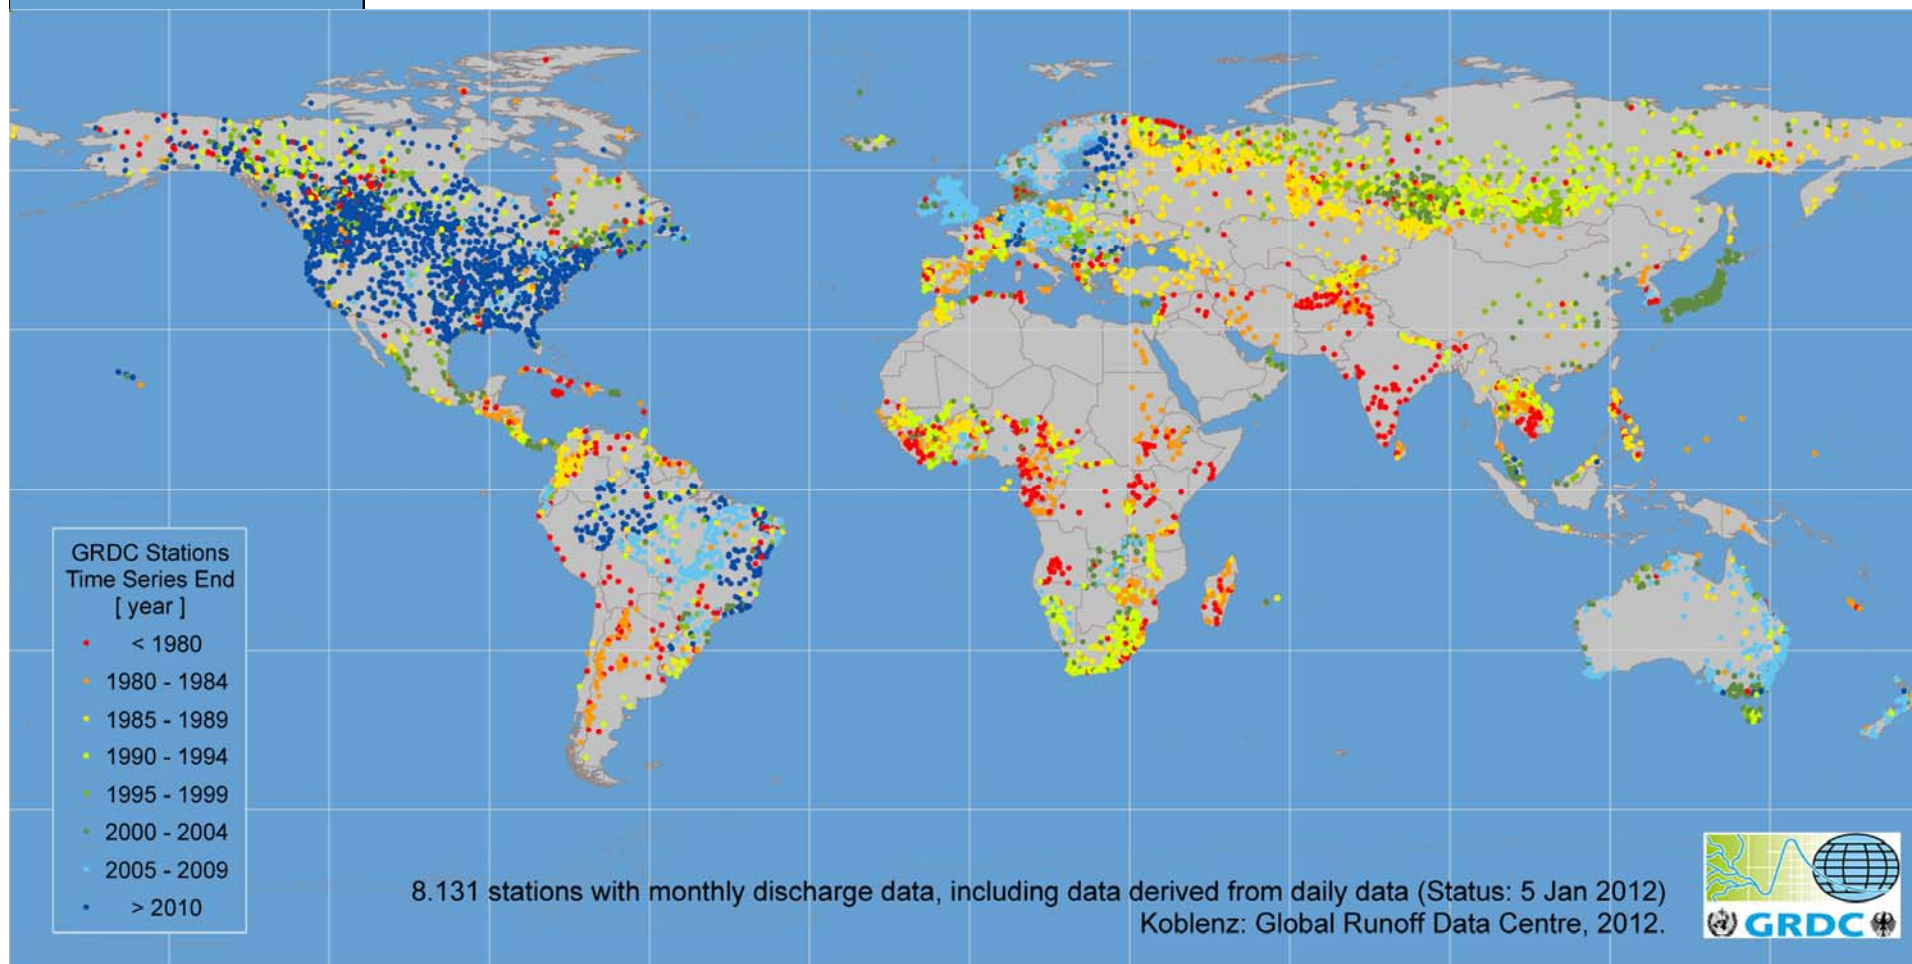 GRDC Stations
Time Series End
[ year ]
< 1980
1980 - 1984
1985 - 1989
1990 - 1994
1995 - 1999
2000 - 2004
2005 - 2009
> 2010
8.131 stations with monthly discharge data, including data derived from daily data (Status: 5 Jan 2012)
Koblenz: Global Runoff Data Centre, 2012.
GRDC